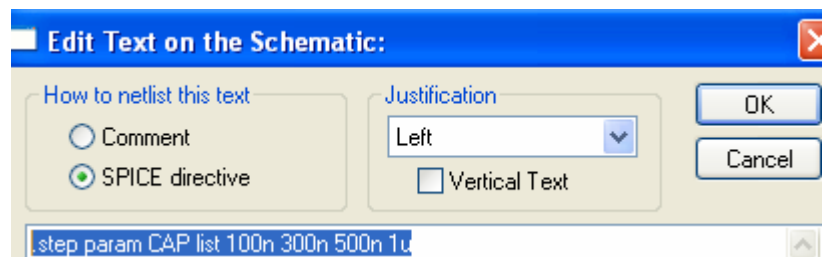 Edit Text on the Schematic:
How to netlist this text
Justification
OK
Comment
Left
SPICE directive
Vertical Text
Cancel
.step param CAP list 100n 300n 500n 1u